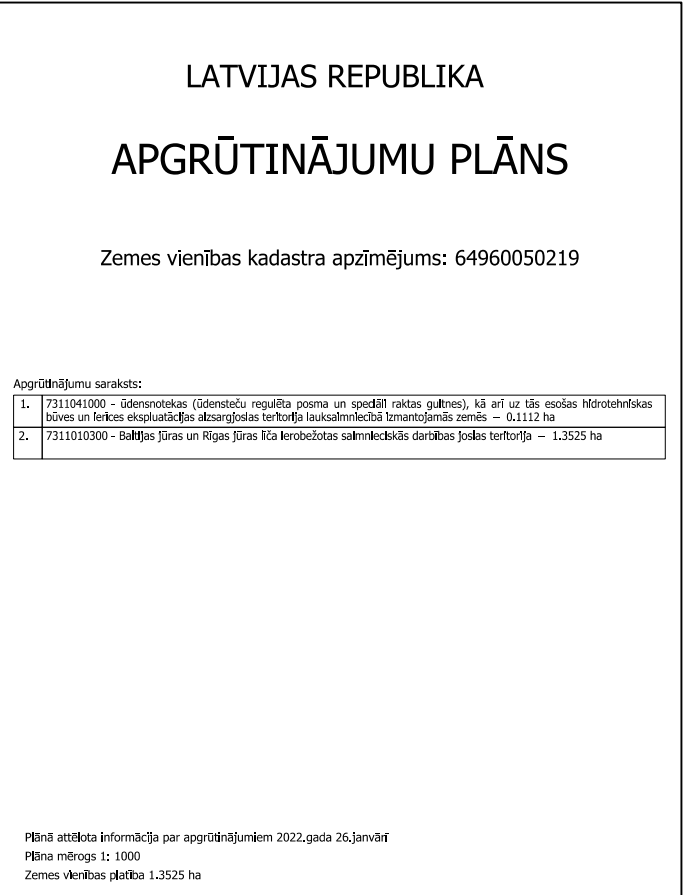 LATVIJAS REPUBLIKA
APGRŪTINĀJUMU PLĀNS
Zemes vienības kadastra apzīmējums: 64960050219
Apgrūtinājumu saraksts:
1. 7311041000 - ūdensnotekas (ūdensteču regulēta posma un speciāli raktas gultnes), kā arī uz tās esošas hidrotehniskas
būves un ierīces ekspluatācijas aizsargjoslas teritorija lauksaimniecībā izmantojamās zemēs – 0.1112 ha
2. 7311010300 - Baltijas jūras un Rīgas jūras līča ierobežotas saimnieciskās darbības joslas teritorija – 1.3525 ha
Plānā attēlota informācija par apgrūtinājumiem 2022.gada 26.janvārī
Plāna mērogs 1: 1000
Zemes vienības platība 1.3525 ha